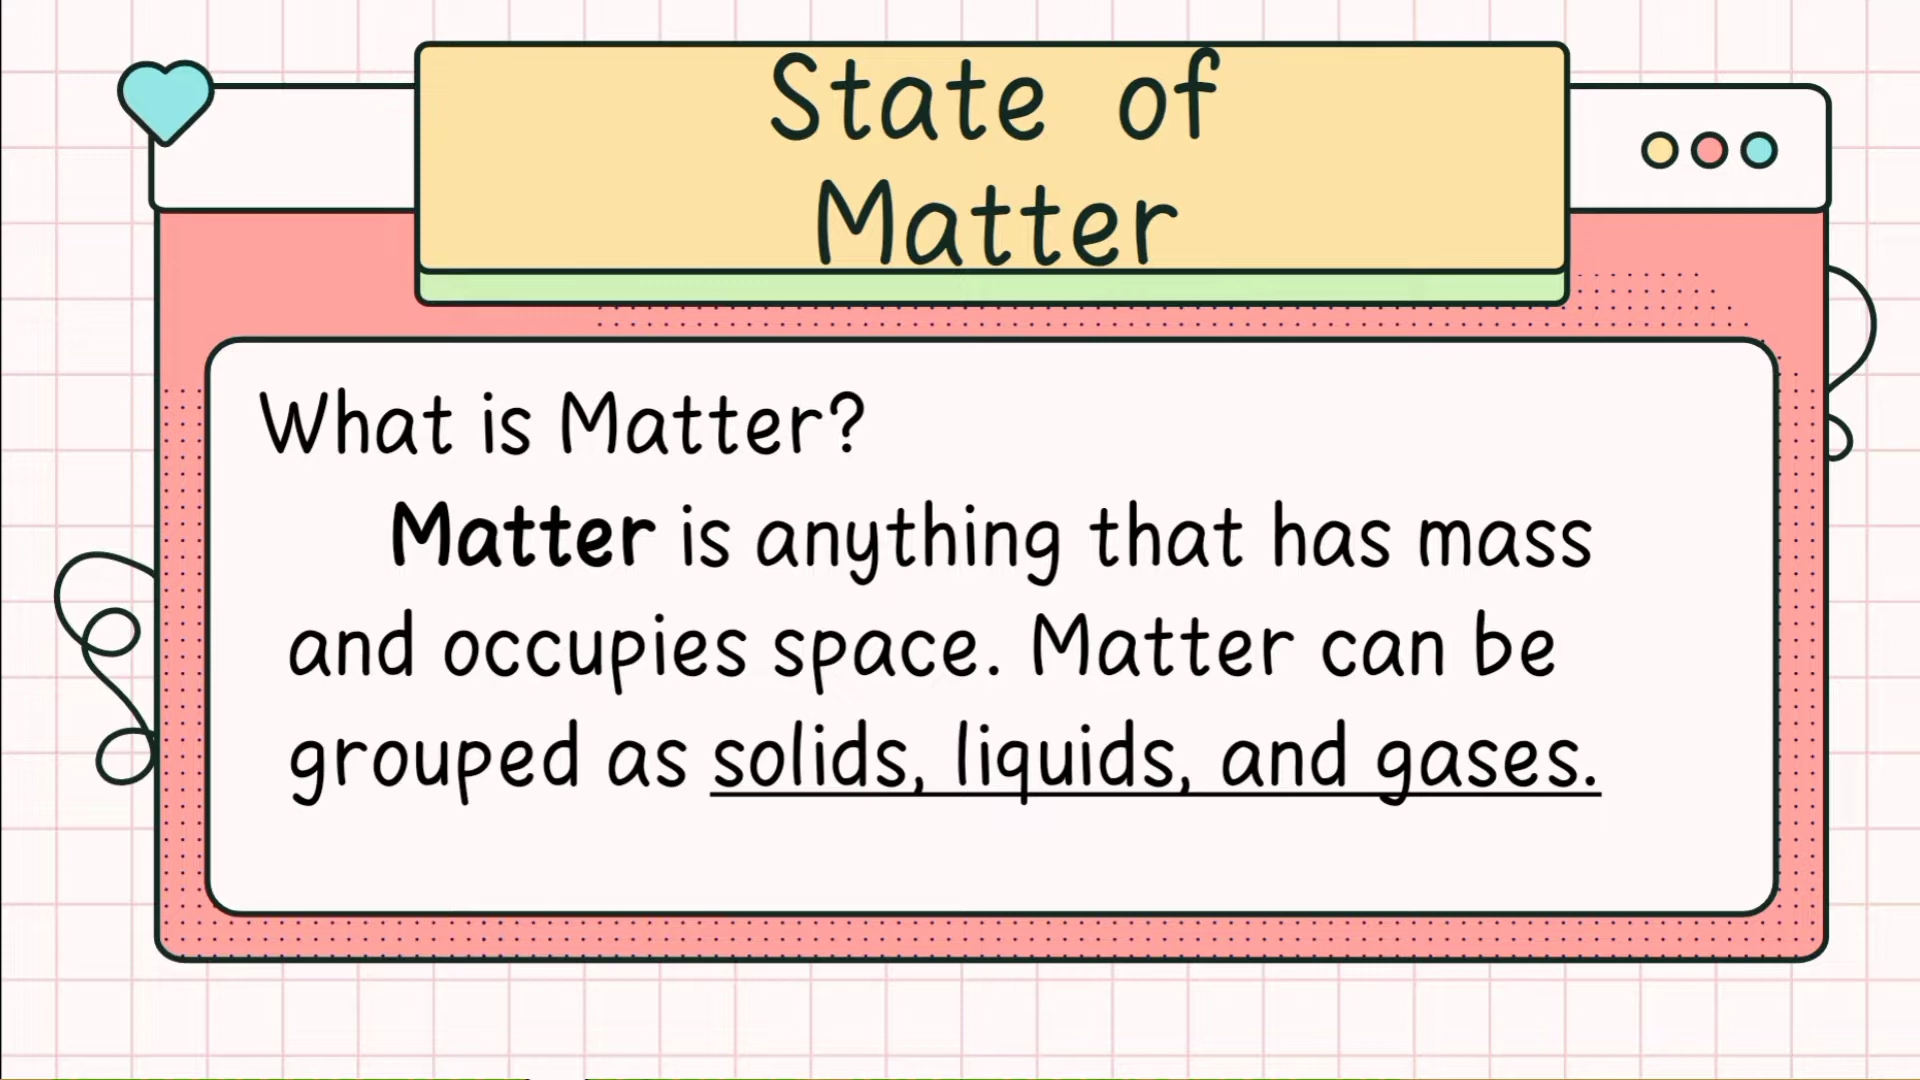 State of
Matter
What is Matter?
Matter is anything that has mass
and occupies space. Matter can be
grouped as solids, liquids, and gases.